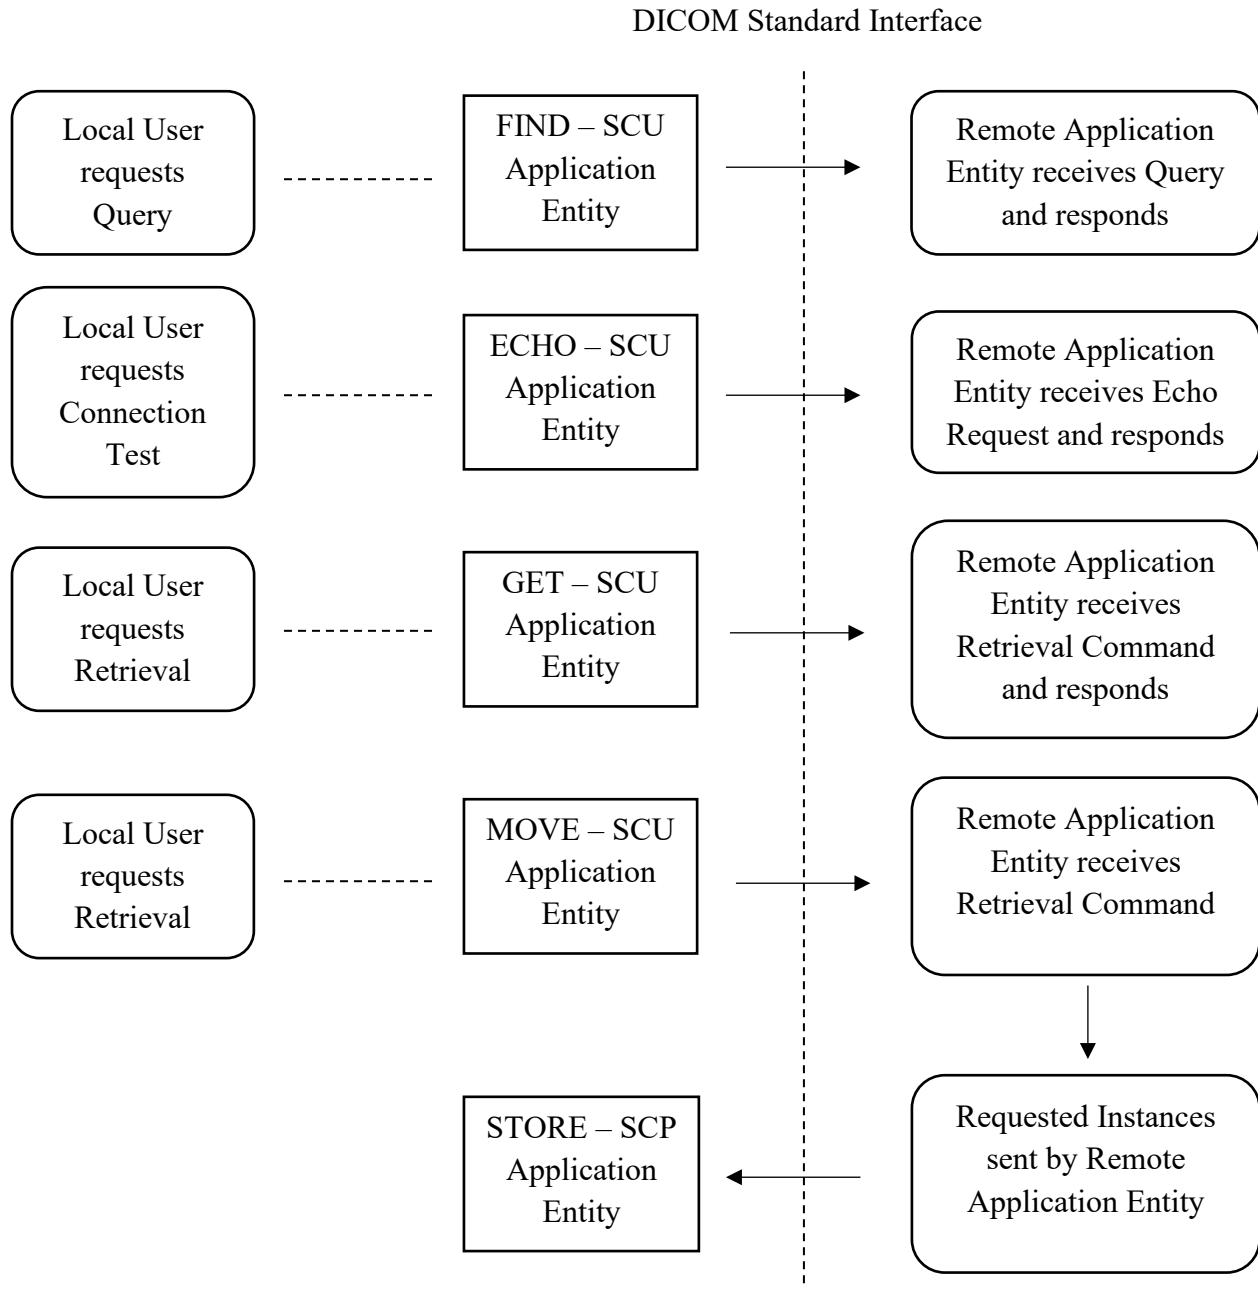 DICOM Standard Interface
Local User
requests
Query
FIND – SCU
Application
Entity
Remote Application
Entity receives Query
and responds
Local User
requests
Connection
Test
ECHO – SCU
Application
Entity
Remote Application
Entity receives Echo
Request and responds
Local User
requests
Retrieval
GET – SCU
Application
Entity
Remote Application
Entity receives
Retrieval Command
and responds
Local User
requests
Retrieval
MOVE – SCU
Application
Entity
Remote Application
Entity receives
Retrieval Command
STORE – SCP
Application
Entity
Requested Instances
sent by Remote
Application Entity